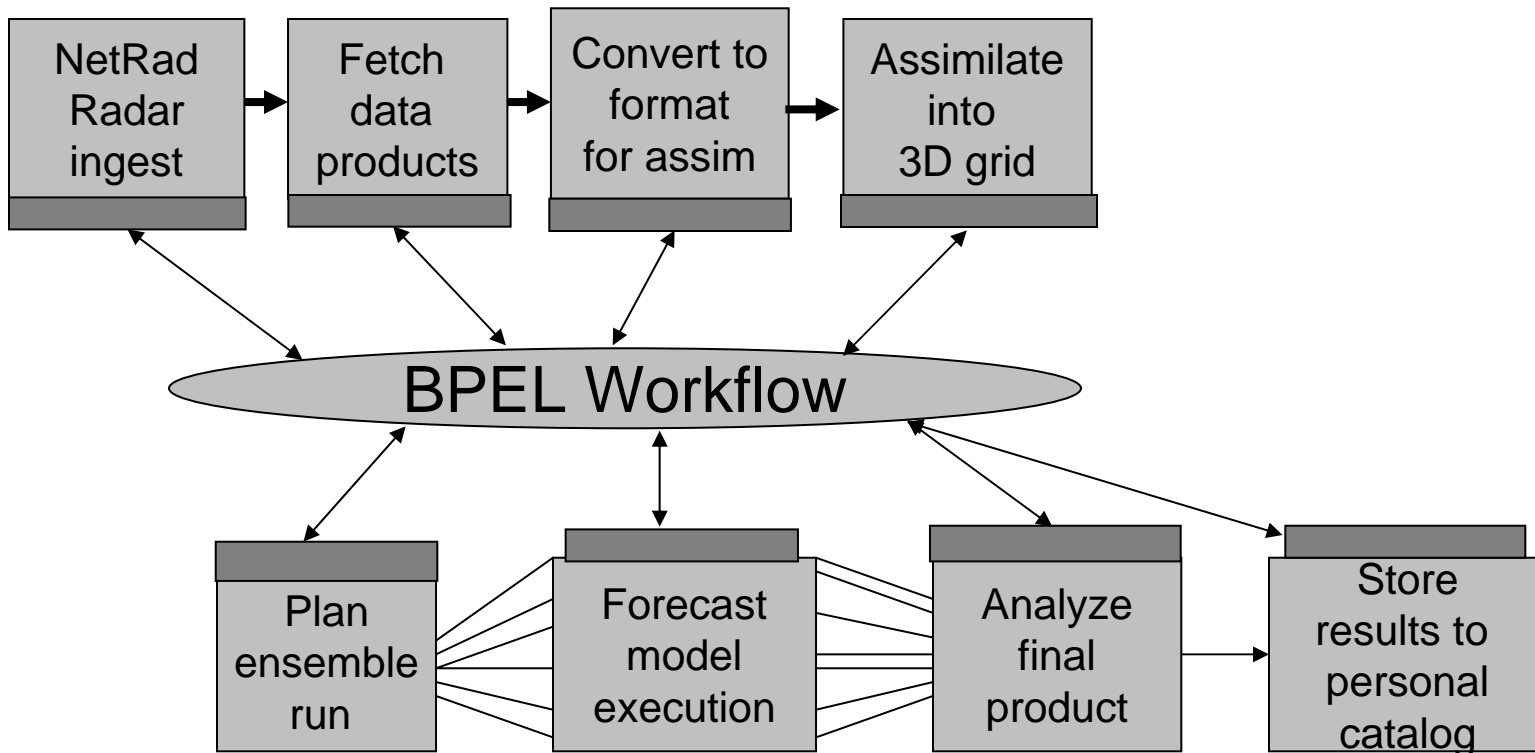 NetRad
Radar
ingest
Fetch
data
products
Convert to
format
for assim
Assimilate
into
3D grid
BPEL Workflow
Plan
ensemble
run
Forecast
model
execution
Analyze
final
product
Store
results to
personal
catalog